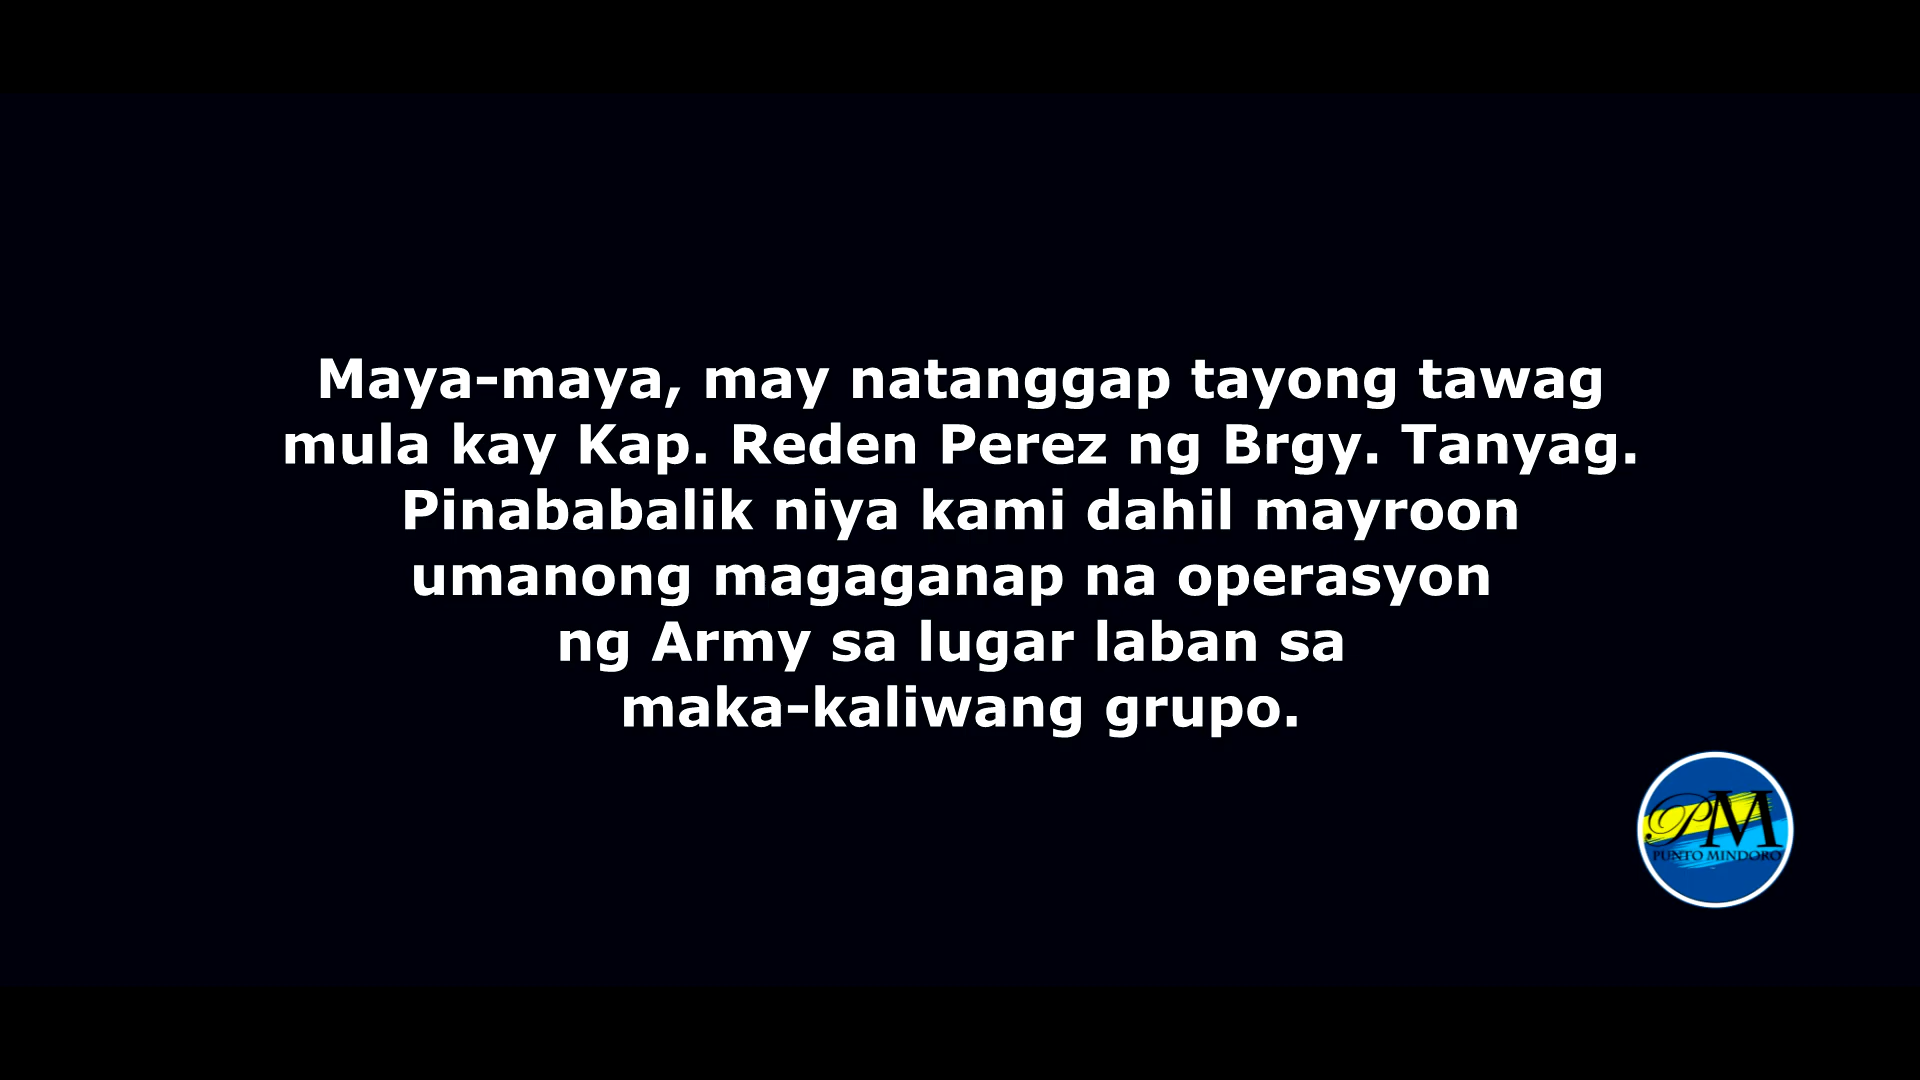 Maya-maya, may natanggap tayong tawag
mula kay Kap. Reden Perez ng Brgy. Tanyag.
Pinababalik niya kami dahil mayroon
umanong magaganap na operasyon
ng Army sa lugar laban sa
maka-kaliwang grupo.
PM
PUNTO MINDORO